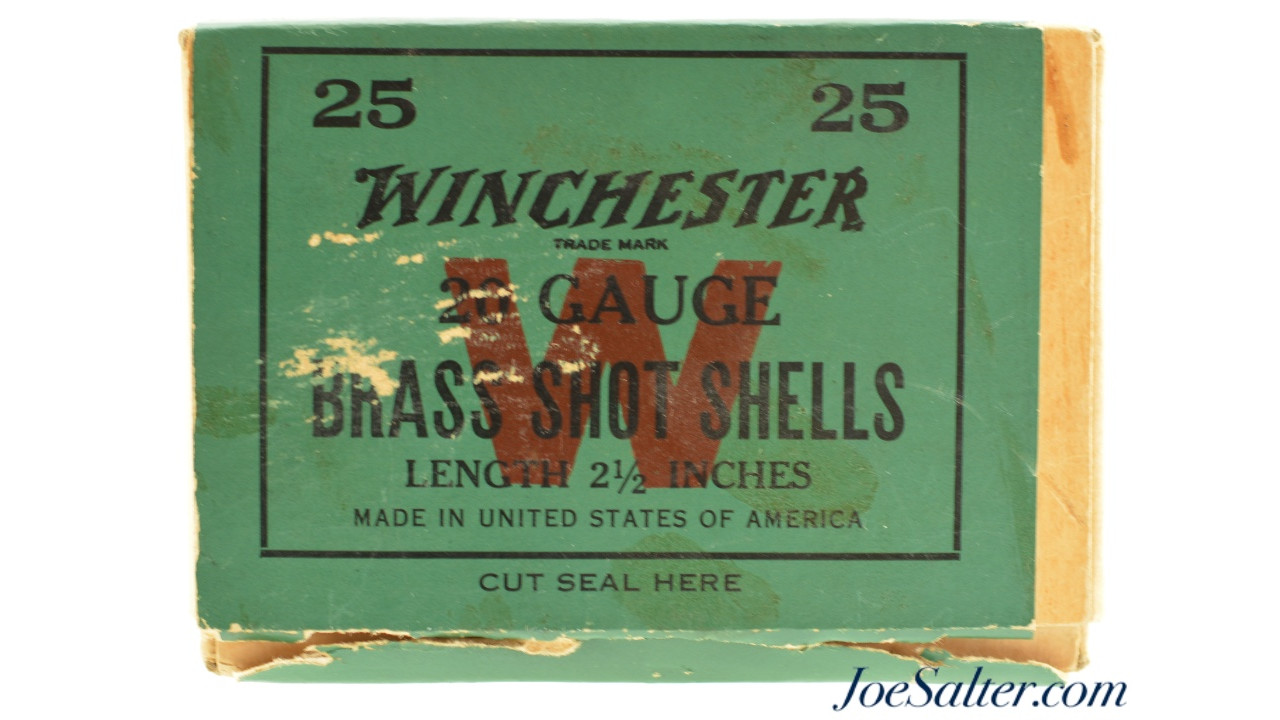 25 25
WINCHESTER
TRADE MARK
20 GAUGE
BRASS SHOT SHELLS
LENGTH 2½ INCHES
MADE IN UNITED STATES OF AMERICA
CUT SEAL HERE
JoeSalter.com